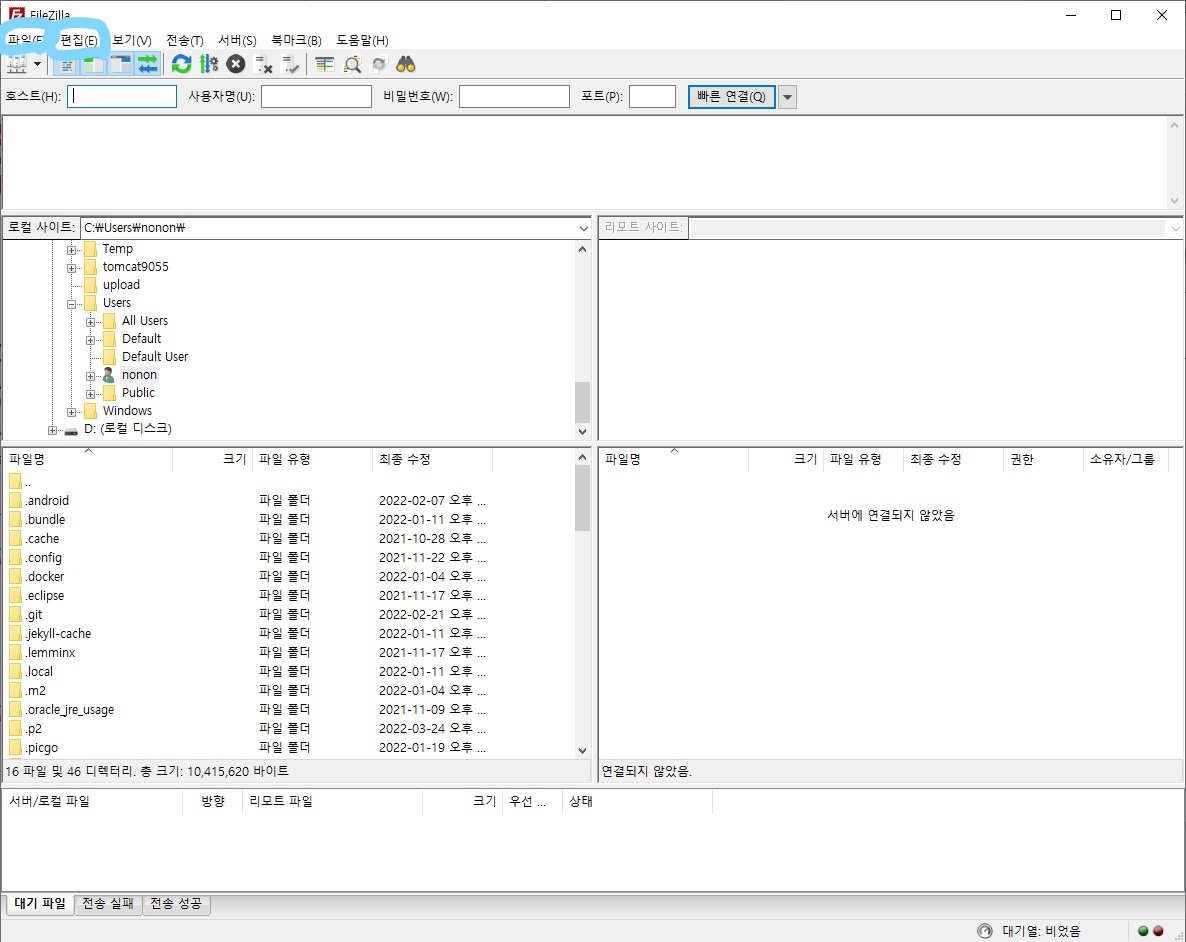 FileZilla
파일(F) 편집(E) 보기(V) 전송(T) 서버(S) 북마크(B) 도움말(H)
호스트(H): 사용자명(U): 비밀번호(W): 포트(P): 빠른 연결(Q)
로컬 사이트: C:₩Users₩nonon₩
Temp
tomcat9055
upload
Users
All Users
Default
Default User
nonon
Public
Windows
D: (로컬 디스크)
리모트 사이트:
파일명 크기 파일 유형 최종 수정
..
.android 파일 폴더 2022-02-07 오후 ...
.bundle 파일 폴더 2022-01-11 오후 ...
.cache 파일 폴더 2021-10-28 오후 ...
.config 파일 폴더 2021-11-22 오후 ...
.docker 파일 폴더 2022-01-04 오후 ...
.eclipse 파일 폴더 2021-11-17 오후 ...
.git 파일 폴더 2022-02-21 오후 ...
.jekyll-cache 파일 폴더 2022-01-11 오후 ...
.lemminx 파일 폴더 2021-11-17 오후 ...
.local 파일 폴더 2022-01-11 오후 ...
.m2 파일 폴더 2022-01-04 오후 ...
.oracle_jre_usage 파일 폴더 2021-11-09 오후 ...
.p2 파일 폴더 2022-03-24 오후 ...
.picgo 파일 폴더 2022-01-19 오후 ...
16 파일 및 46 디렉터리. 총 크기: 10,415,620 바이트
파일명 크기 파일 유형 최종 수정 권한 소유자/그룹
서버에 연결되지 않았음
연결되지 않았음.
서버/로컬 파일 방향 리모트 파일 크기 우선 ... 상태
대기 파일 전송 실패 전송 성공
대기열: 비었음